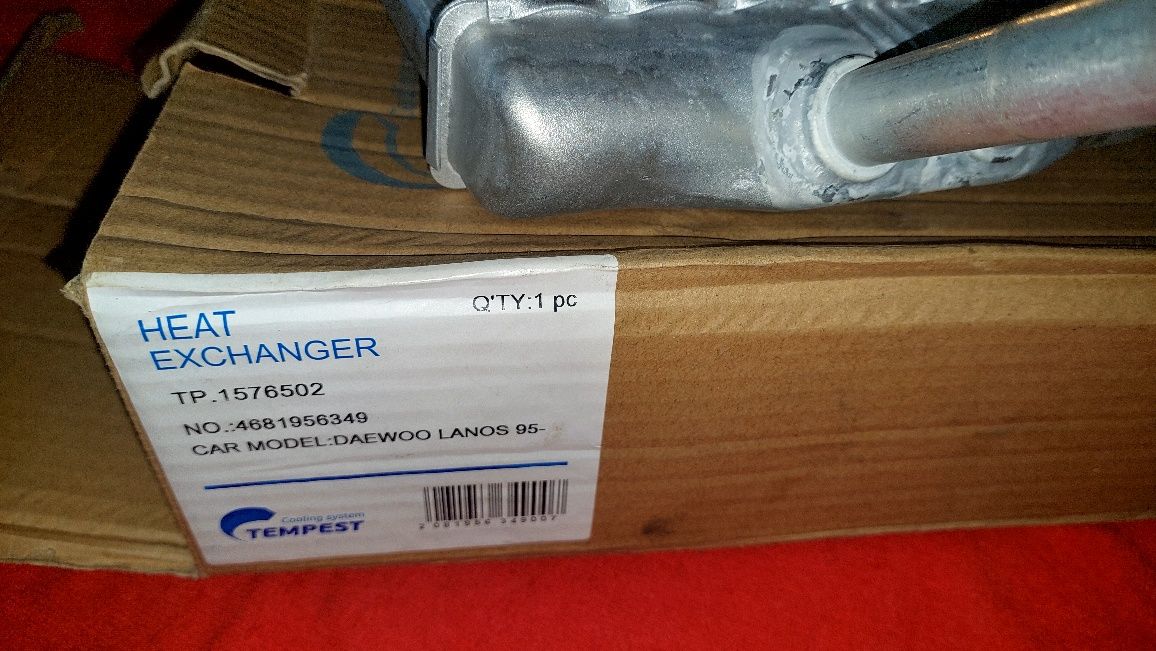 HEAT
EXCHANGER
Q'TY:1 pc
TP.1576502
NO.:4681956349
CAR MODEL:DAEWOO LANOS 95-
Cooling system
TEMPEST